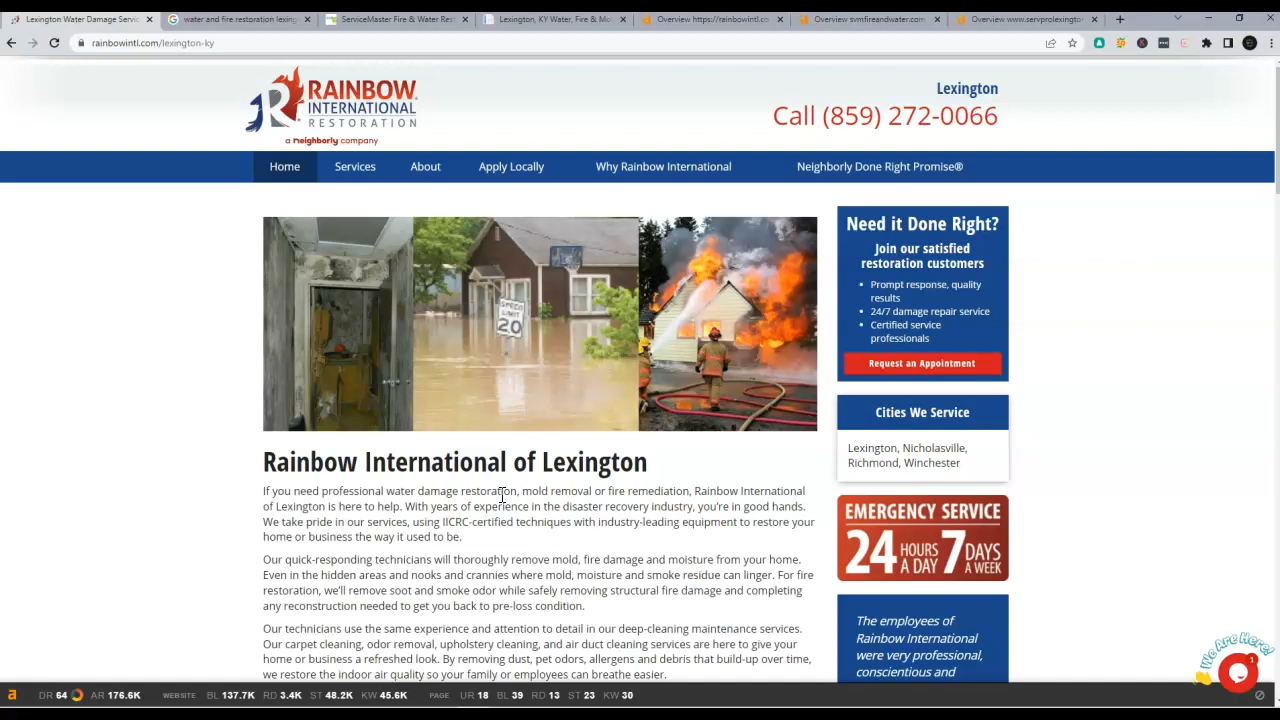 Lexington Water Damage Servic
water and fire restoration lexing
ServiceMaster Fire & Water Res
Lexington, KY Water, Fire & Mo
Overview https://rainbowintl.com/
Overview svmfireandwater.com
Overview www.servprolexington
rainbowintl.com/lexington-ky
RAINBOW
INTERNATIONAL
RESTORATION
a neighborly company
Lexington
Call (859) 272-0066
Home Services About Apply Locally Why Rainbow International Neighborly Done Right Promise®
SPEED
LIMIT
20
Need it Done Right?
Join our satisfied
restoration customers
• Prompt response, quality
results
• 24/7 damage repair service
• Certified service
professionals
Request an Appointment
Cities We Service
Lexington, Nicholasville,
Richmond, Winchester
Rainbow International of Lexington
If you need professional water damage restoration, mold removal or fire remediation, Rainbow International
of Lexington is here to help. With years of experience in the disaster recovery industry, you're in good hands.
We take pride in our services, using IICRC-certified techniques with industry-leading equipment to restore your
home or business the way it used to be.
Our quick-responding technicians will thoroughly remove mold, fire damage and moisture from your home.
Even in the hidden areas and nooks and crannies where mold, moisture and smoke residue can linger. For fire
restoration, we'll remove soot and smoke odor while safely removing structural fire damage and completing
any reconstruction needed to get you back to pre-loss condition.
Our technicians use the same experience and attention to detail in our deep-cleaning maintenance services.
Our carpet cleaning, odor removal, upholstery cleaning, and air duct cleaning services are here to give your
home or business a refreshed look. By removing dust, pet odors, allergens and debris that build-up over time,
we restore the indoor air quality so your family or employees can breathe easier.
EMERGENCY SERVICE
24 HOURS A DAY 7 DAYS A WEEK
The employees of
Rainbow International
were very professional,
conscientious and
We Are Here!
1
a DR 64 AR 176.6K WEBSITE BL 137.7K RD 3.4K ST 48.2K KW 45.6K PAGE UR 18 BL 39 RD 13 ST 23 KW 30